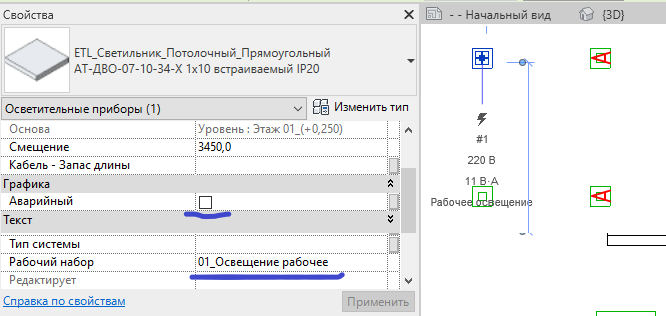 Свойства
ETL_Светильник_Потолочный_Прямоугольный
АТ-ДВО-07-10-34-Х 1х10 встраиваемый IP20
Осветительные приборы (1)
Изменить тип
Основа
Уровень : Этаж 01_(+0,250)
Смещение
3450,0
Кабель - Запас длины
Графика
Аварийный
Текст
Тип системы
Рабочий набор
01_Освещение рабочее
Редактирует
Справка по свойствам
Применить
- - Начальный вид
{3D}
А
#1
220 В
11 В·А
Рабочее освещение
А